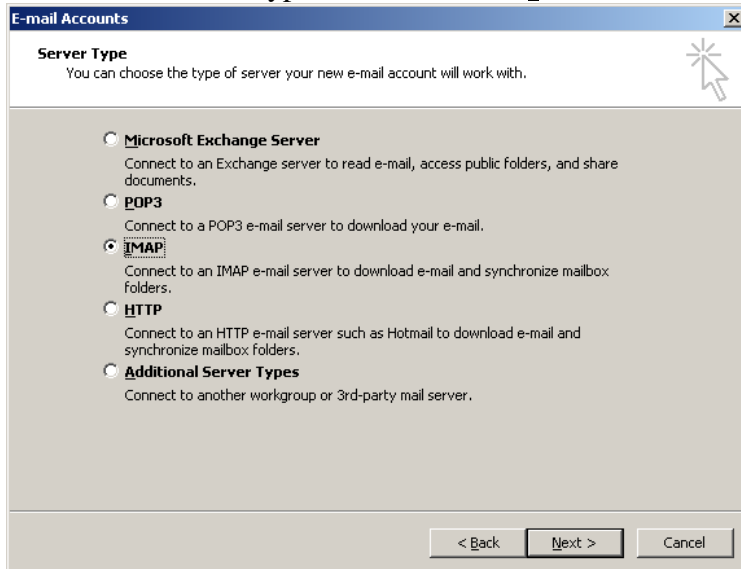 E-mail Accounts
Server Type
You can choose the type of server your new e-mail account will work with.
Microsoft Exchange Server
Connect to an Exchange server to read e-mail, access public folders, and share
documents.
POP3
Connect to a POP3 e-mail server to download your e-mail.
IMAP
Connect to an IMAP e-mail server to download e-mail and synchronize mailbox
folders.
HTTP
Connect to an HTTP e-mail server such as Hotmail to download e-mail and
synchronize mailbox folders.
Additional Server Types
Connect to another workgroup or 3rd-party mail server.
< Back Next > Cancel